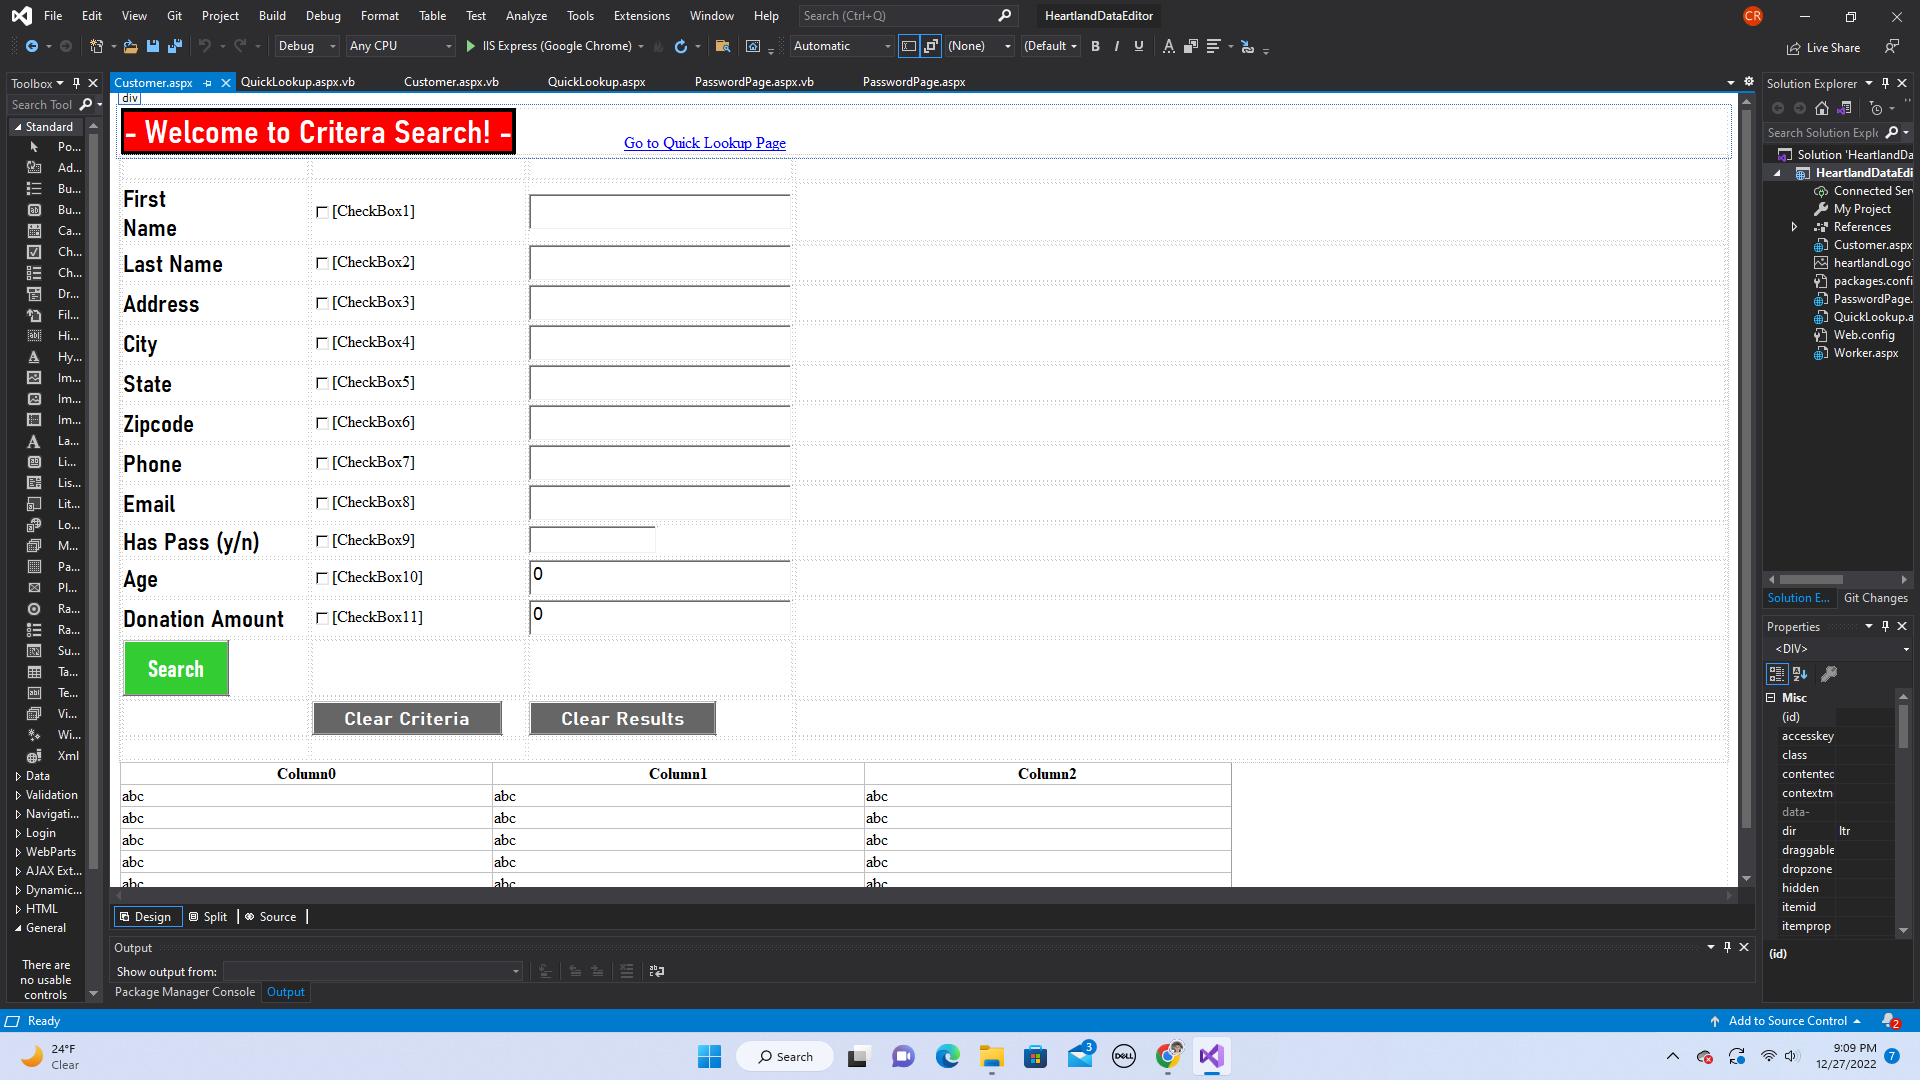 File Edit View Git Project Build Debug Format Table Test Analyze Tools Extensions Window Help Search (Ctrl+Q) HeartlandDataEditor CR
Debug Any CPU IIS Express (Google Chrome) Automatic (None) (Default B I U A Live Share
Toolbox
Search Tool
Standard
Po...
Ad...
Bu...
Bu...
Ca...
Ch...
Ch...
Dr...
Fil...
Hi...
Hy...
Im...
Im...
Im...
La...
Li...
Lis...
Lit...
Lo...
M...
Pa...
Pl...
Ra...
Ra...
Su...
Ta...
Te...
Vi...
Wi...
Xml
Data
Validation
Navigati...
Login
WebParts
AJAX Ext...
Dynamic...
HTML
General
There are
no usable
controls
Customer.aspx QuickLookup.aspx.vb Customer.aspx.vb QuickLookup.aspx PasswordPage.aspx.vb PasswordPage.aspx
div
- Welcome to Critera Search! -
Go to Quick Lookup Page
First
Name
[CheckBox1]
Last Name [CheckBox2]
Address [CheckBox3]
City [CheckBox4]
State [CheckBox5]
Zipcode [CheckBox6]
Phone [CheckBox7]
Email [CheckBox8]
Has Pass (y/n) [CheckBox9]
Age [CheckBox10] 0
Donation Amount [CheckBox11] 0
Search
Clear Criteria Clear Results
Column0 Column1 Column2
abc abc abc
abc abc abc
abc abc abc
abc abc abc
abc abc abc
Design Split Source
Output
Show output from:
Package Manager Console Output
Solution Explorer
Search Solution Explo
Solution 'HeartlandDa
HeartlandDataEdi
Connected Serv
My Project
References
Customer.aspx
heartlandLogo
packages.confi
PasswordPage.
QuickLookup.a
Web.config
Worker.aspx
Solution E... Git Changes
Properties
<DIV>
Misc
(id)
accesskey
class
contented
contextm
data-
dir ltr
draggable
dropzone
hidden
itemid
itemprop
(id)
Ready Add to Source Control 2
24°F
Clear
Search 3 DELL
9:09 PM
12/27/2022 7